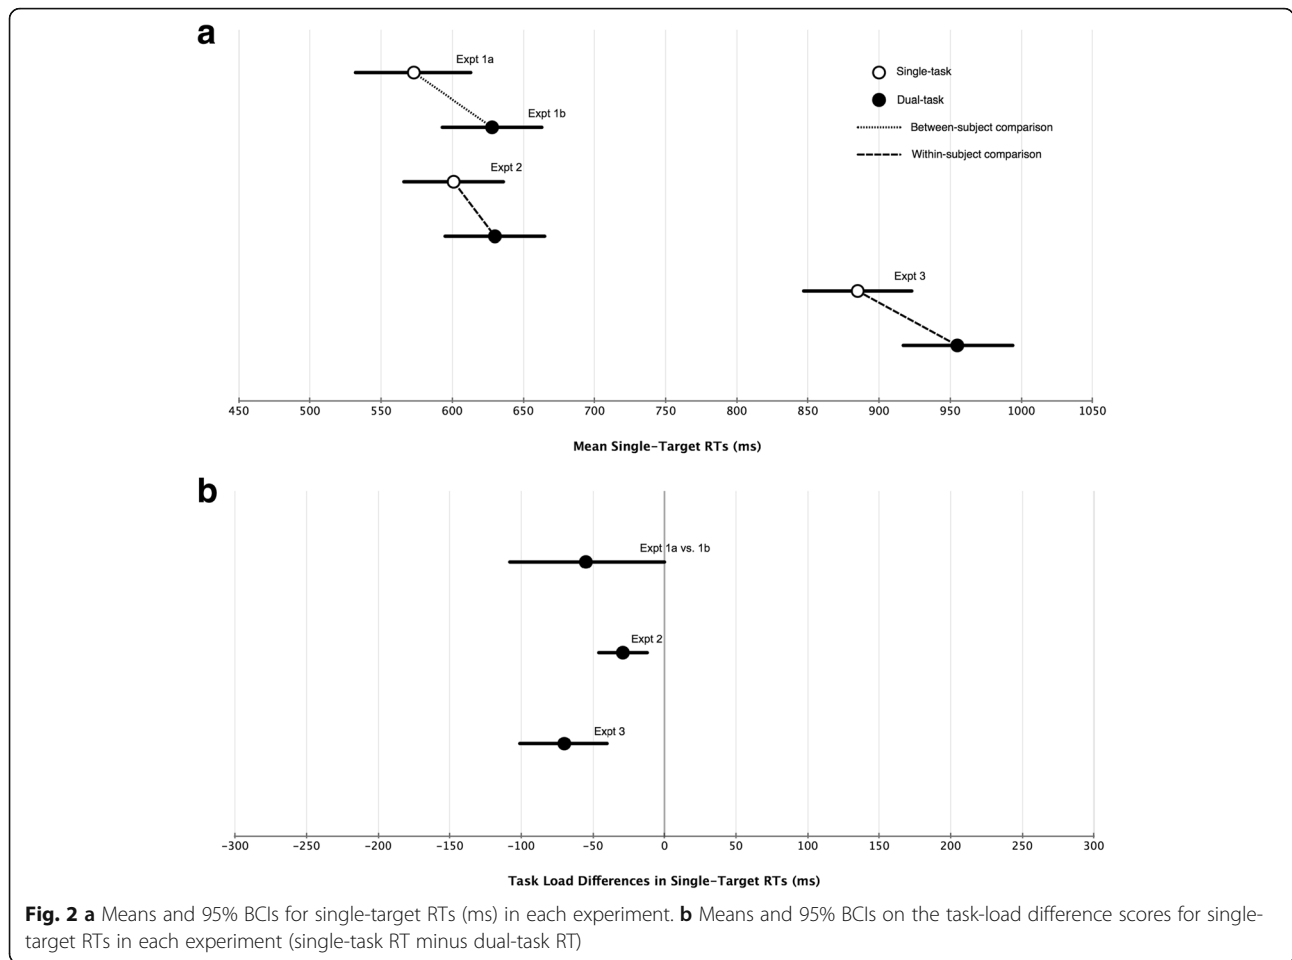 a
Expt 1a
Single-task
Dual-task
Expt 1b
Between-subject comparison
Within-subject comparison
Expt 2
Expt 3
450 500 550 600 650 700 750 800 850 900 950 1000 1050
Mean Single-Target RTs (ms)
b
Expt 1a vs. 1b
Expt 2
Expt 3
-300 -250 -200 -150 -100 -50 0 50 100 150 200 250 300
Task Load Differences in Single-Target RTs (ms)
Fig. 2 a Means and 95% BCIs for single-target RTs (ms) in each experiment. b Means and 95% BCIs on the task-load difference scores for single-
target RTs in each experiment (single-task RT minus dual-task RT)